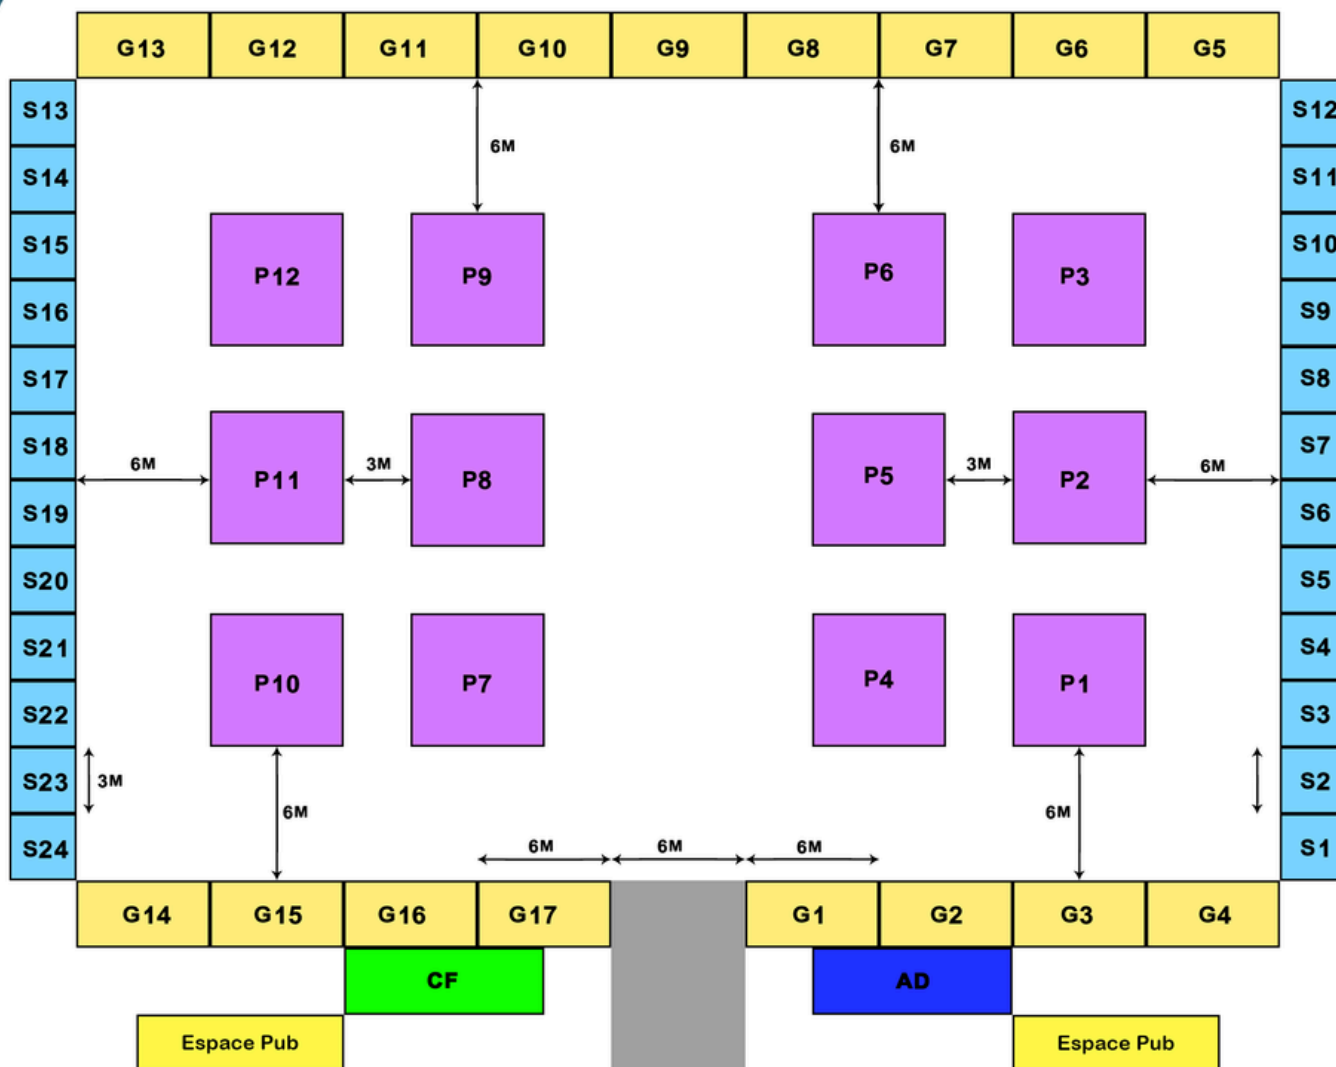 G13 G12 G11 G10 G9 G8 G7 G6 G5
S13 S12
6M 6M
S14 S11
S15 S10
P12 P9 P6 P3
S16 S9
S17 S8
S18 S7
6M 3M 3M 6M
P11 P8 P5 P2
S19 S6
S20 S5
S21 S4
P10 P7 P4 P1
S22 S3
S23 3M S2
6M 6M
S24 6M 6M 6M S1
G14 G15 G16 G17 G1 G2 G3 G4
CF AD
Espace Pub Espace Pub